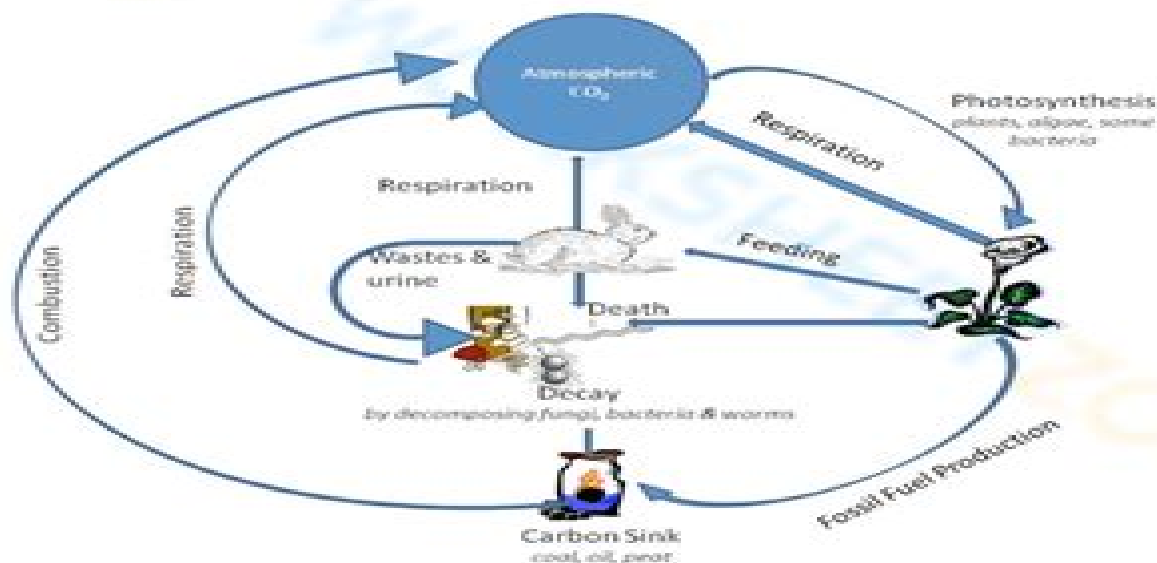 Atmospheric
CO₂
Photosynthesis
plants, algae, some
bacteria
Respiration
Respiration
Feeding
Wastes &
urine
Respiration
Combustion
Death
Decay
by decomposing fungi, bacteria & worms
Fossil Fuel Production
Carbon Sink
coal, oil, peat